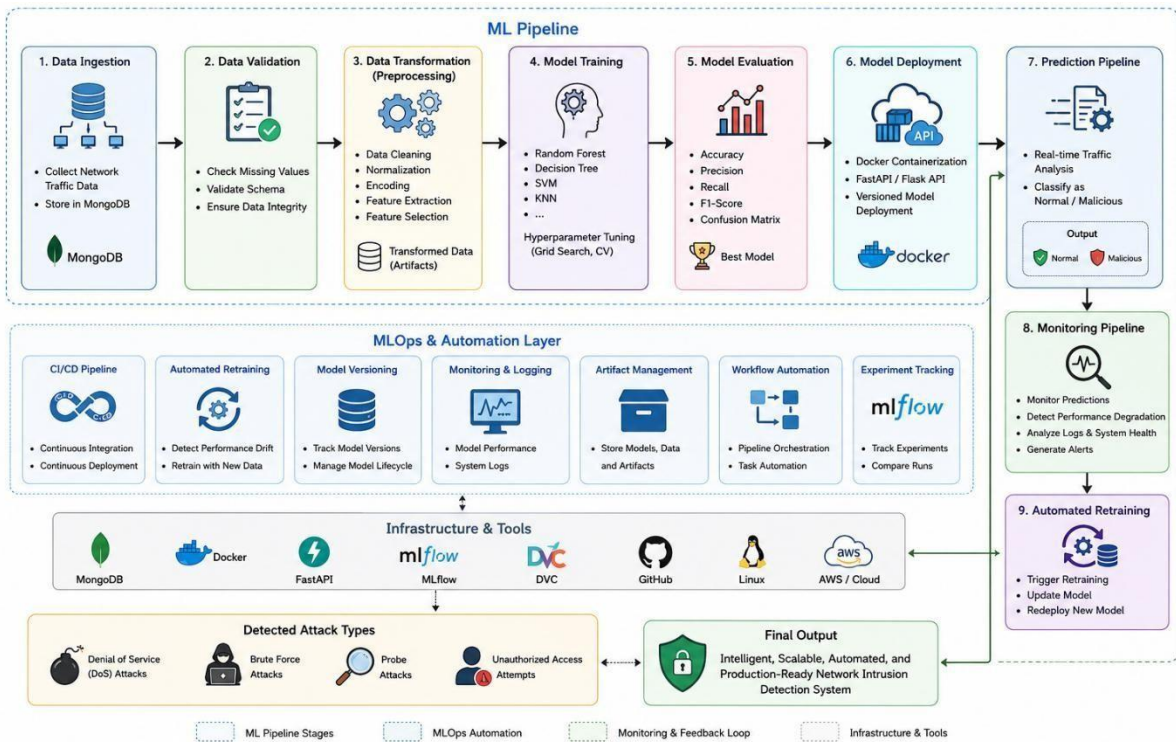 ML Pipeline
1. Data Ingestion
• Collect Network
Traffic Data
• Store in MongoDB
MongoDB
2. Data Validation
• Check Missing Values
• Validate Schema
• Ensure Data Integrity
3. Data Transformation
(Preprocessing)
• Data Cleaning
• Normalization
• Encoding
• Feature Extraction
• Feature Selection
Transformed Data
(Artifacts)
4. Model Training
• Random Forest
• Decision Tree
• SVM
• KNN
• ...
Hyperparameter Tuning
(Grid Search, CV)
5. Model Evaluation
• Accuracy
• Precision
• Recall
• F1-Score
• Confusion Matrix
Best Model
6. Model Deployment
API
• Docker Containerization
• FastAPI / Flask API
• Versioned Model
Deployment
docker
7. Prediction Pipeline
• Real-time Traffic
Analysis
• Classify as
Normal / Malicious
Output
Normal
Malicious
8. Monitoring Pipeline
• Monitor Predictions
• Detect Performance Degradation
• Analyze Logs & System Health
• Generate Alerts
9. Automated Retraining
• Trigger Retraining
• Update Model
• Redeploy New Model
MLOps & Automation Layer
CI/CD Pipeline
• Continuous Integration
• Continuous Deployment
Automated Retraining
• Detect Performance Drift
• Retrain with New Data
Model Versioning
• Track Model Versions
• Manage Model Lifecycle
Monitoring & Logging
• Model Performance
• System Logs
Artifact Management
• Store Models, Data
and Artifacts
Workflow Automation
• Pipeline Orchestration
• Task Automation
Experiment Tracking
mlflow
• Track Experiments
• Compare Runs
Infrastructure & Tools
MongoDB
Docker
FastAPI
mlflow
MLflow
DVC
DVC
GitHub
Linux
aws
AWS / Cloud
Detected Attack Types
Denial of Service
(DoS) Attacks
Brute Force
Attacks
Probe
Attacks
Unauthorized Access
Attempts
Final Output
Intelligent, Scalable, Automated, and
Production-Ready Network Intrusion
Detection System
ML Pipeline Stages
MLOps Automation
Monitoring & Feedback Loop
Infrastructure & Tools